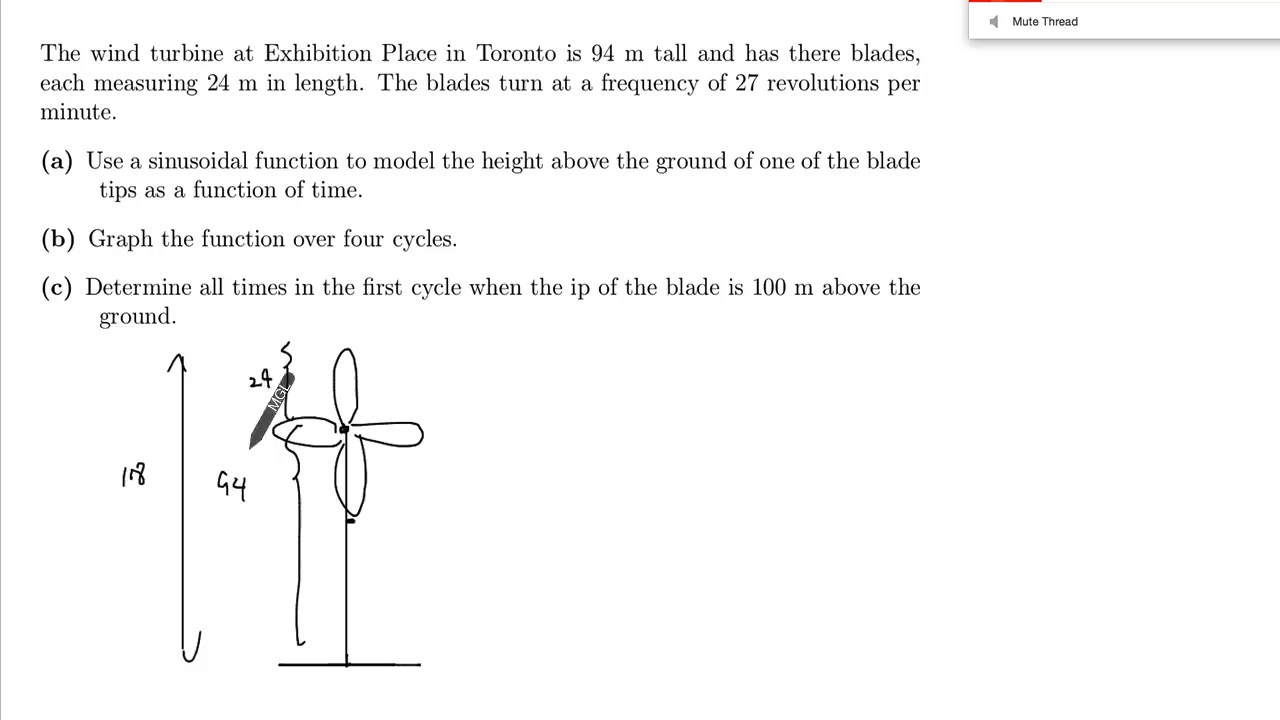 Mute Thread
The wind turbine at Exhibition Place in Toronto is 94 m tall and has there blades,
each measuring 24 m in length. The blades turn at a frequency of 27 revolutions per
minute.
(a) Use a sinusoidal function to model the height above the ground of one of the blade
tips as a function of time.
(b) Graph the function over four cycles.
(c) Determine all times in the first cycle when the ip of the blade is 100 m above the
ground.
24
MGL
118
94